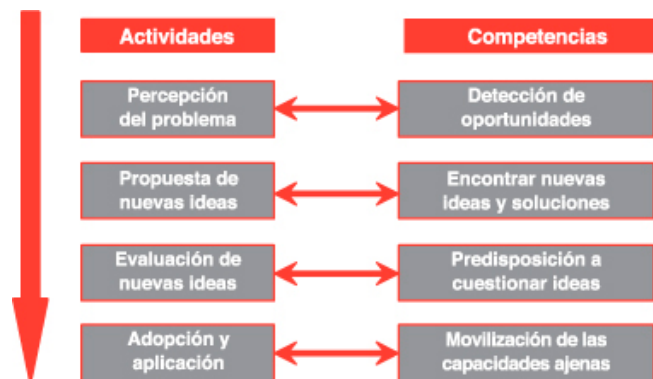 Actividades
Competencias
Percepción
del problema
Detección de
oportunidades
Propuesta de
nuevas ideas
Encontrar nuevas
ideas y soluciones
Evaluación de
nuevas ideas
Predisposición a
cuestionar ideas
Adopción y
aplicación
Movilización de las
capacidades ajenas